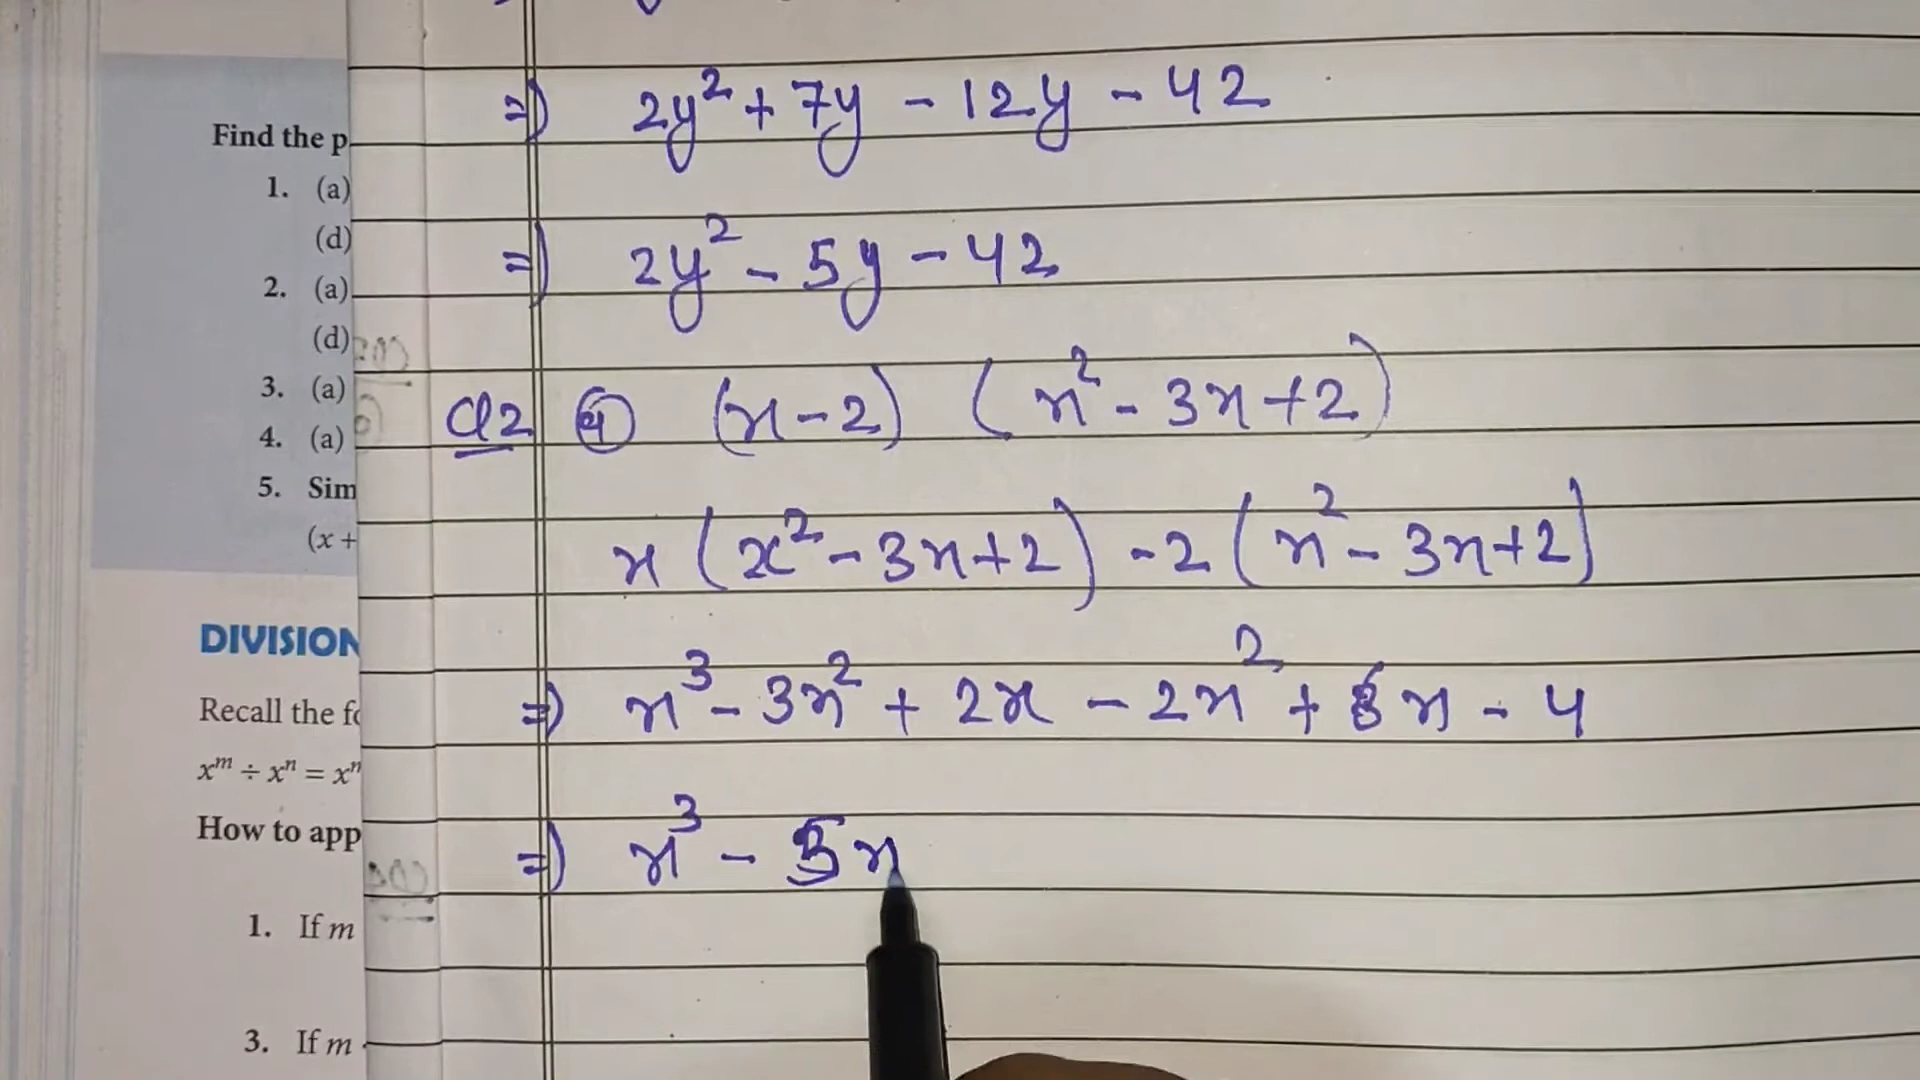 Find the p
1. (a)
(d)
2. (a)
(d)
3. (a)
4. (a)
5. Sim
(x +
DIVISION
Recall the fo
x^m ÷ x^n = x^n
How to app
1. If m
3. If m
=) 2y² + 7y - 12y - 42
=) 2y² - 5y - 42
Q2 (x-2) (x² - 3x + 2)
x (x² - 3x + 2) - 2 (x² - 3x + 2)
=) x³ - 3x² + 2x - 2x² + 6x - 4
=) x³ - 5x